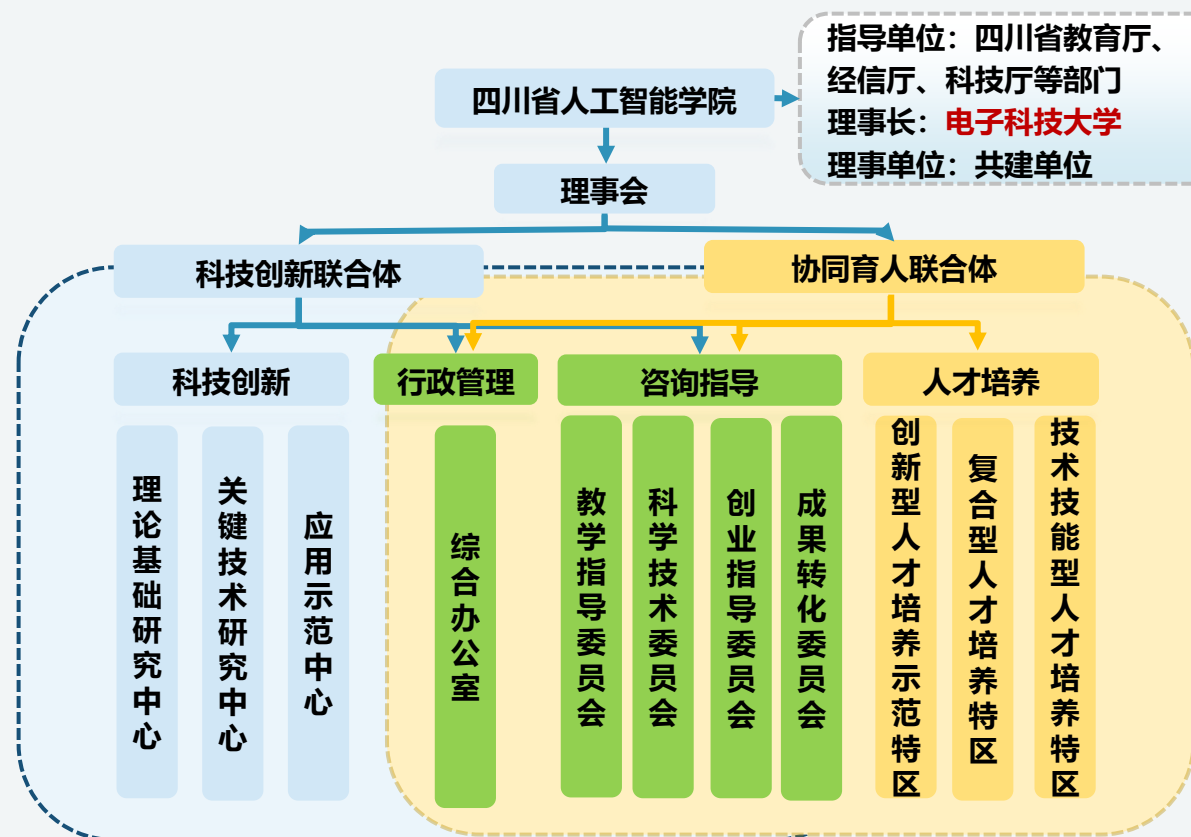 指导单位：四川省教育厅、
经信厅、科技厅等部门
理事长：电子科技大学
理事单位：共建单位
四川省人工智能学院
理事会
科技创新联合体
协同育人联合体
科技创新
行政管理
咨询指导
人才培养
理论基础研究中心
关键技术研究中心
应用示范中心
综合办公室
教学指导委员会
科学技术委员会
创业指导委员会
成果转化委员会
创新型人才培养示范特区
复合型人才培养特区
技术技能型人才培养特区